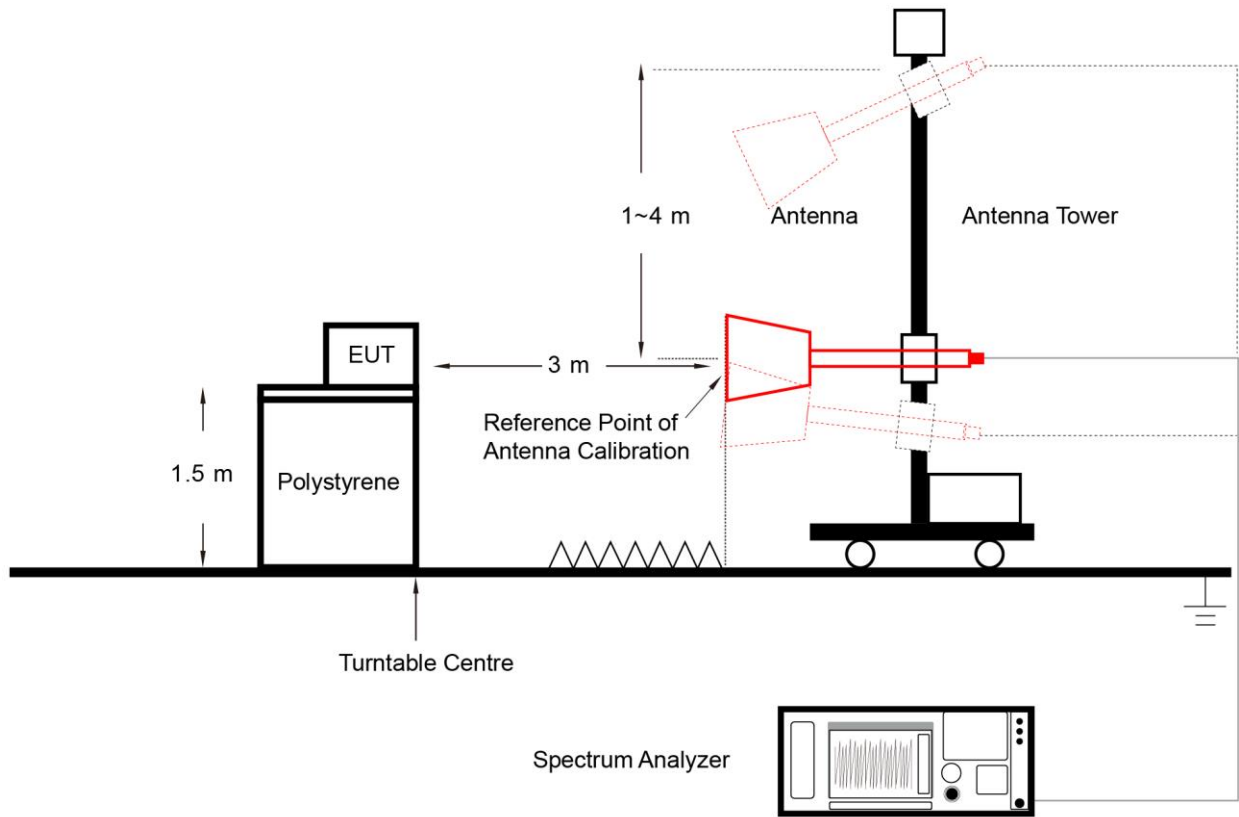 1~4 m
Antenna
Antenna Tower
EUT
3 m
Reference Point of
Antenna Calibration
1.5 m
Polystyrene
Turntable Centre
Spectrum Analyzer